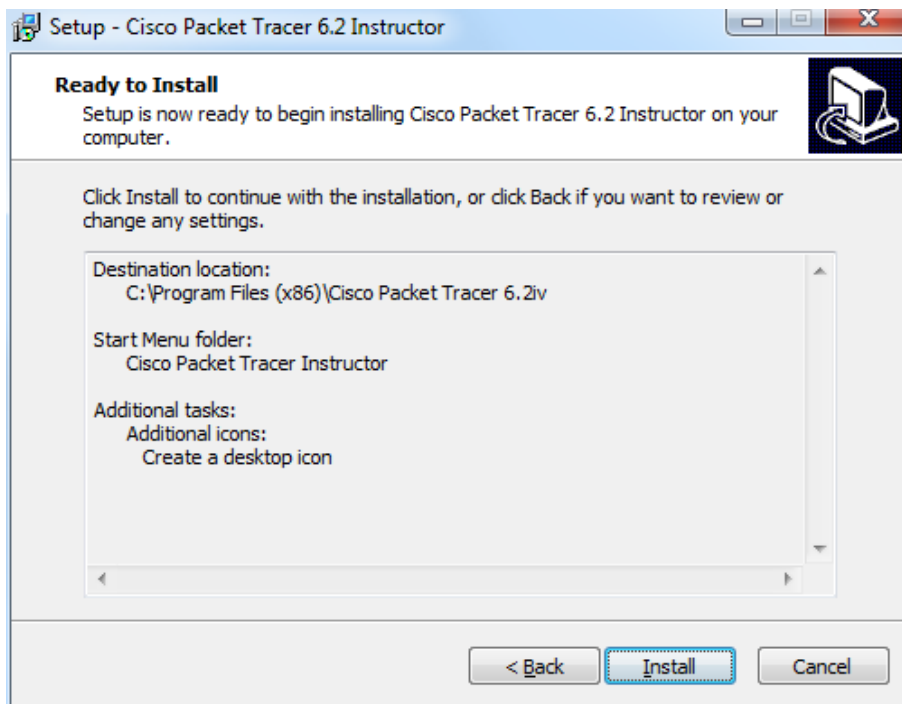 Setup - Cisco Packet Tracer 6.2 Instructor
Ready to Install
Setup is now ready to begin installing Cisco Packet Tracer 6.2 Instructor on your
computer.
Click Install to continue with the installation, or click Back if you want to review or
change any settings.
Destination location:
C:\Program Files (x86)\Cisco Packet Tracer 6.2iv
Start Menu folder:
Cisco Packet Tracer Instructor
Additional tasks:
Additional icons:
Create a desktop icon
< Back
Install
Cancel